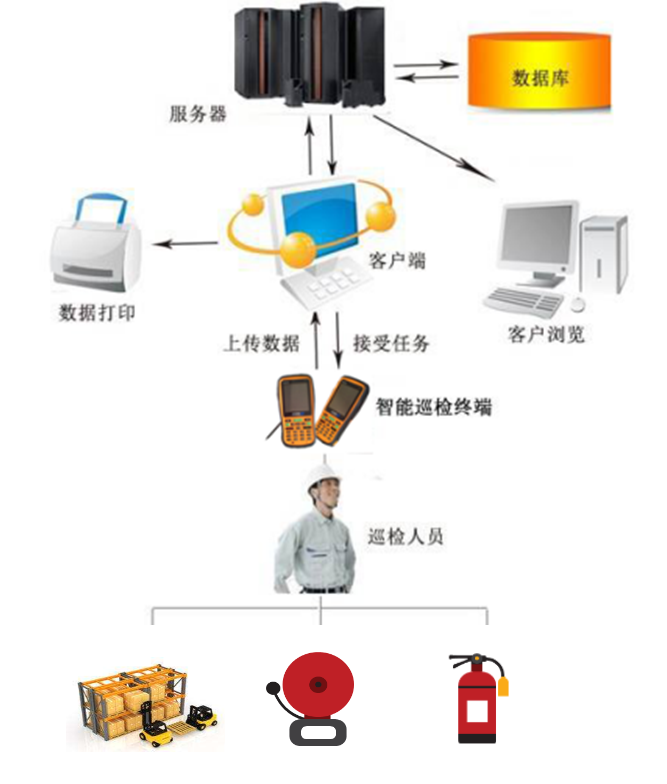 数据库
服务器
客户端
数据打印
客户浏览
上传数据
接受任务
智能巡检终端
巡检人员